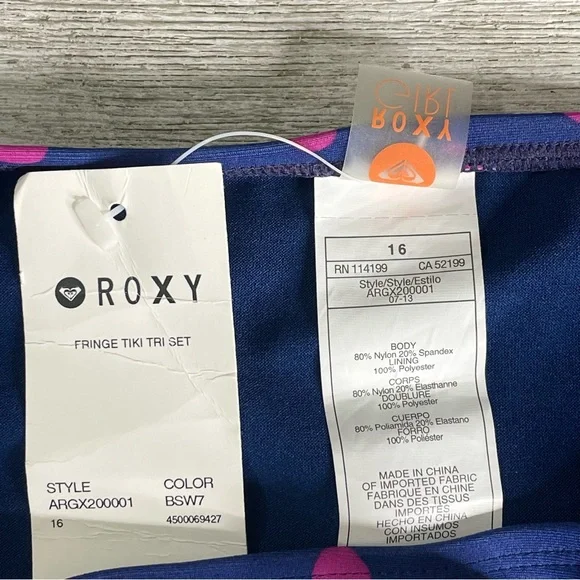 ROXY
FRINGE TIKI TRI SET
STYLE COLOR
ARGX200001 BSW7
16 4500069427
GIRL
ROXY
16
RN 114199 CA 52199
Style/Style/Estilo
ARGX200001
07-13
BODY
80% Nylon 20% Spandex
LINING
100% Polyester
CORPS
80% Nylon 20% Elasthanne
DOUBLURE
100% Polyester
CUERPO
80% Poliamida 20% Elastano
FORRO
100% Poliéster
MADE IN CHINA
OF IMPORTED FABRIC
FABRIQUE EN CHINE
DANS DES TISSUS
IMPORTES
HECHO EN CHINA
CON INSUMOS
IMPORTADOS